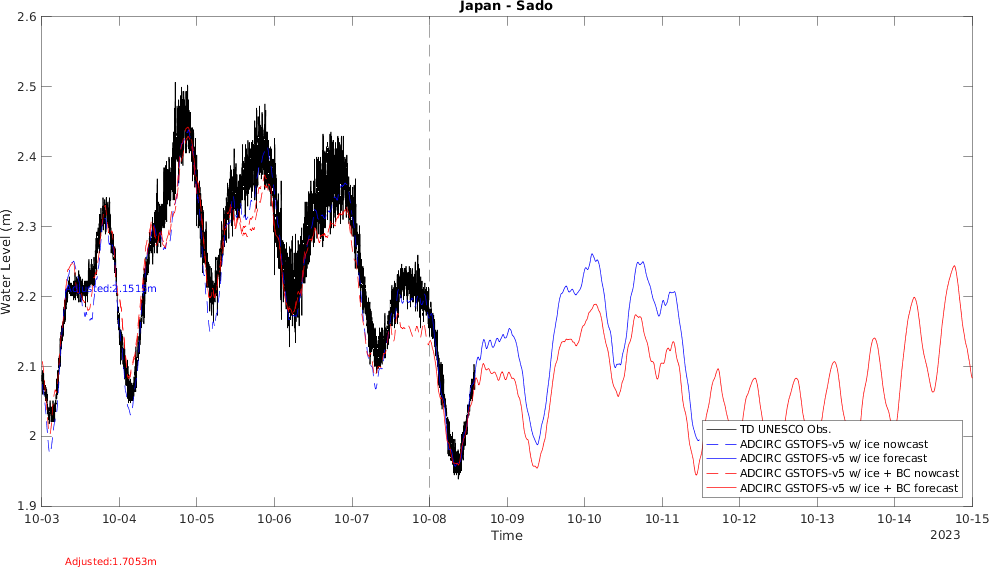 Japan - Sado
2.6
2.5
2.4
2.3
2.2
2.1
2
1.9
Water Level (m)
Adjusted:2.1519m
TD UNESCO Obs.
ADCIRC GSTOFS-v5 w/ ice nowcast
ADCIRC GSTOFS-v5 w/ ice forecast
ADCIRC GSTOFS-v5 w/ ice + BC nowcast
ADCIRC GSTOFS-v5 w/ ice + BC forecast
10-03 10-04 10-05 10-06 10-07 10-08 10-09 10-10 10-11 10-12 10-13 10-14 10-15
Time
2023
Adjusted:1.7053m